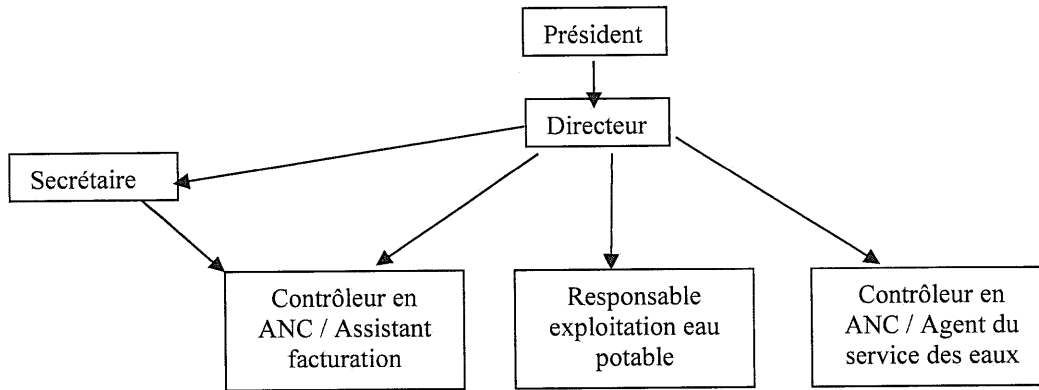 Président
Directeur
Secrétaire
Contrôleur en
ANC / Assistant
facturation
Responsable
exploitation eau
potable
Contrôleur en
ANC / Agent du
service des eaux